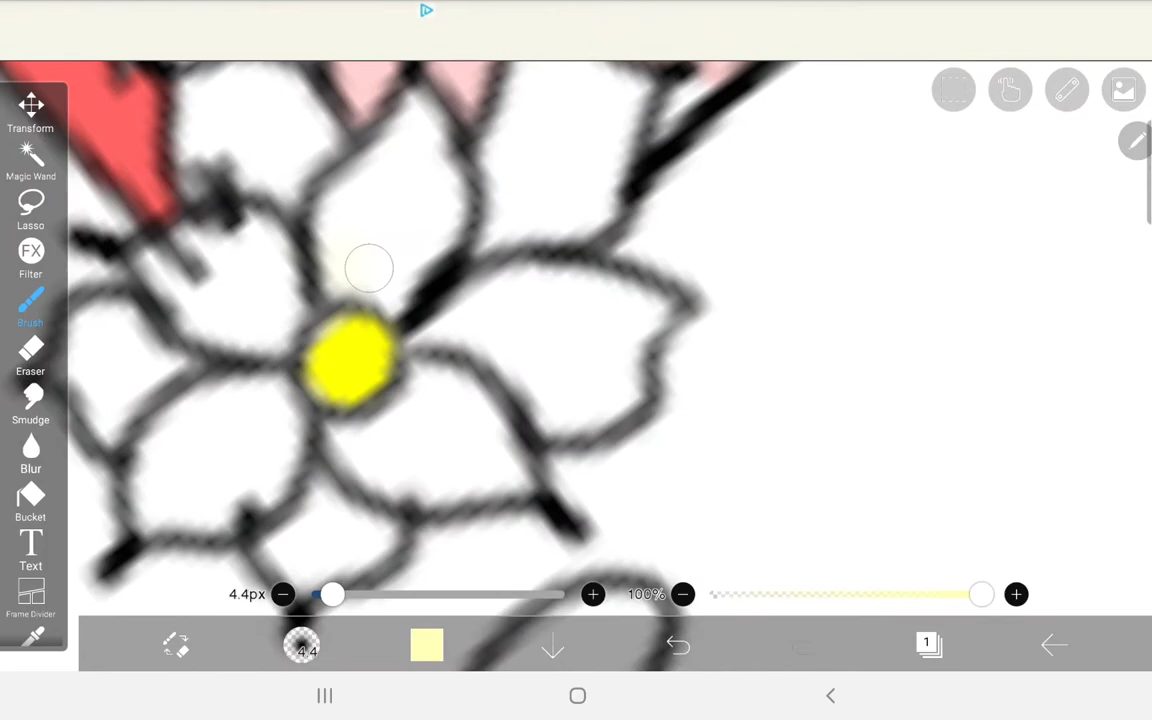 Transform
Magic Wand
Lasso
FX
Filter
Brush
Eraser
Smudge
Blur
Bucket
T
Text
Frame Divider
4.4px
100%
4.4
1